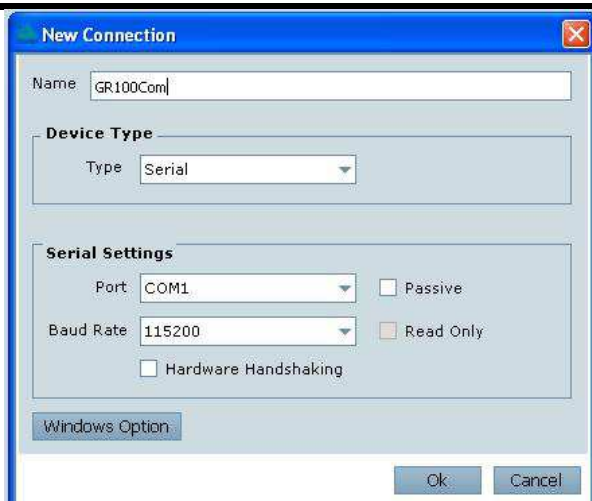 New Connection
Name GR100Com
Device Type
Type Serial
Serial Settings
Port COM1 Passive
Baud Rate 115200 Read Only
Hardware Handshaking
Windows Option
Ok Cancel